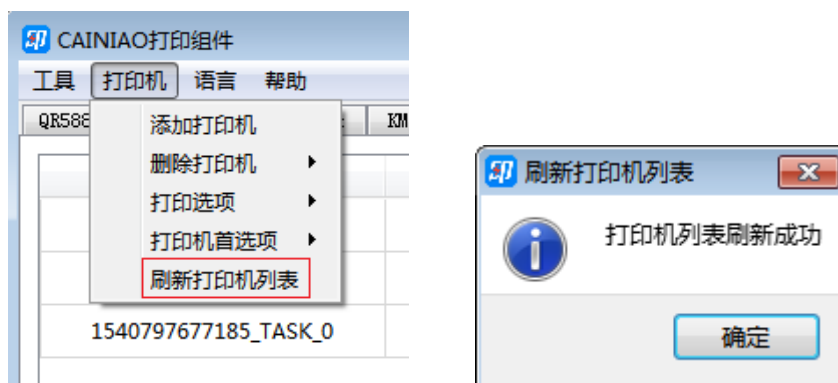 CAINIAO打印组件
工具 打印机 语言 帮助
QR588
KM
添加打印机
删除打印机
打印选项
打印机首选项
刷新打印机列表
1540797677185_TASK_0
刷新打印机列表
打印机列表刷新成功
确定